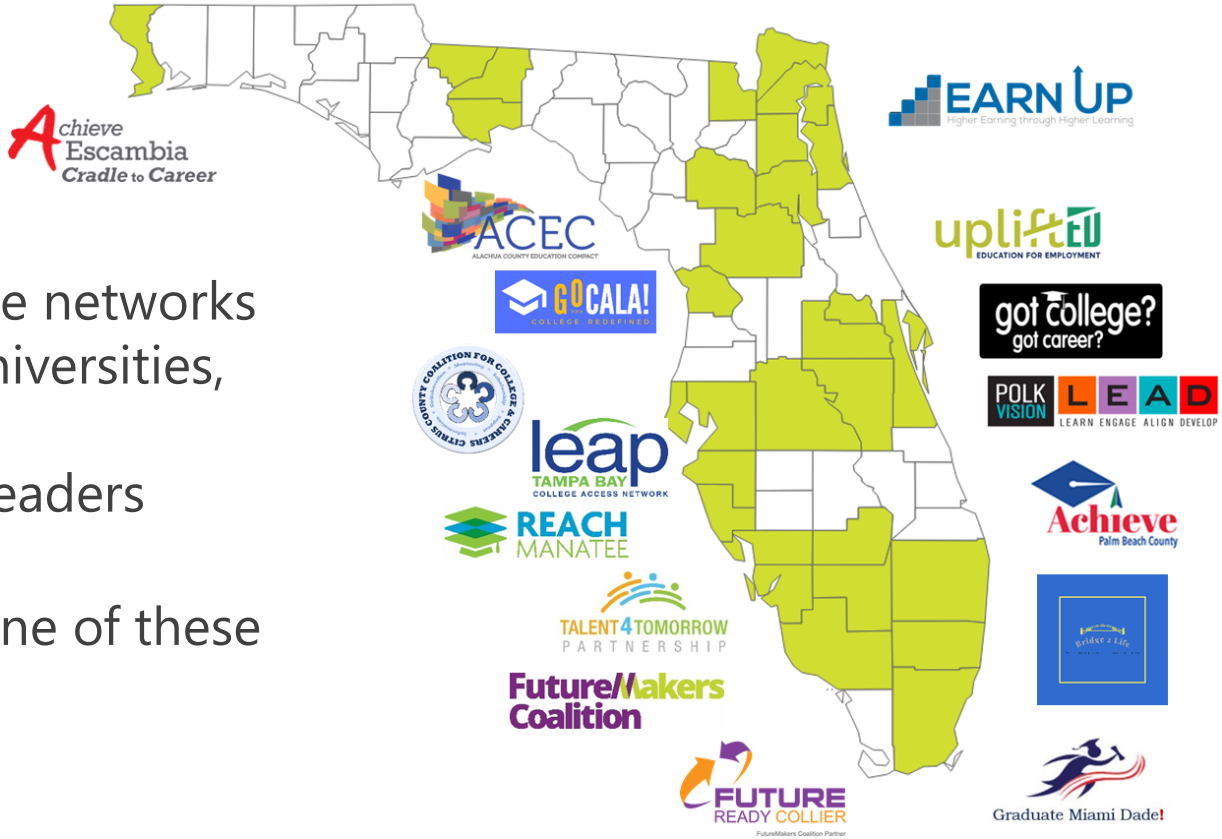 Achieve
Escambia
Cradle to Career
e networks
niversities,
eaders
ne of these
ACEC
ALACHUA COUNTY EDUCATION COMPACT
GOCALA!
COLLEGE. REDEFINED.
CITRUS COUNTY COALITION FOR COLLEGE & CAREERS
leap
TAMPA BAY
COLLEGE ACCESS NETWORK
REACH
MANATEE
TALENT4TOMORROW
PARTNERSHIP
FutureMakers
Coalition
FUTURE
READY COLLIER
FutureMakers Coalition Partner
EARN UP
Higher Earning through Higher Learning
upliftED
EDUCATION FOR EMPLOYMENT
got college?
got career?
POLK VISION LEAD
LEARN ENGAGE ALIGN DEVELOP
Achieve
Palm Beach County
Bridge 2 Life
Graduate Miami Dade!